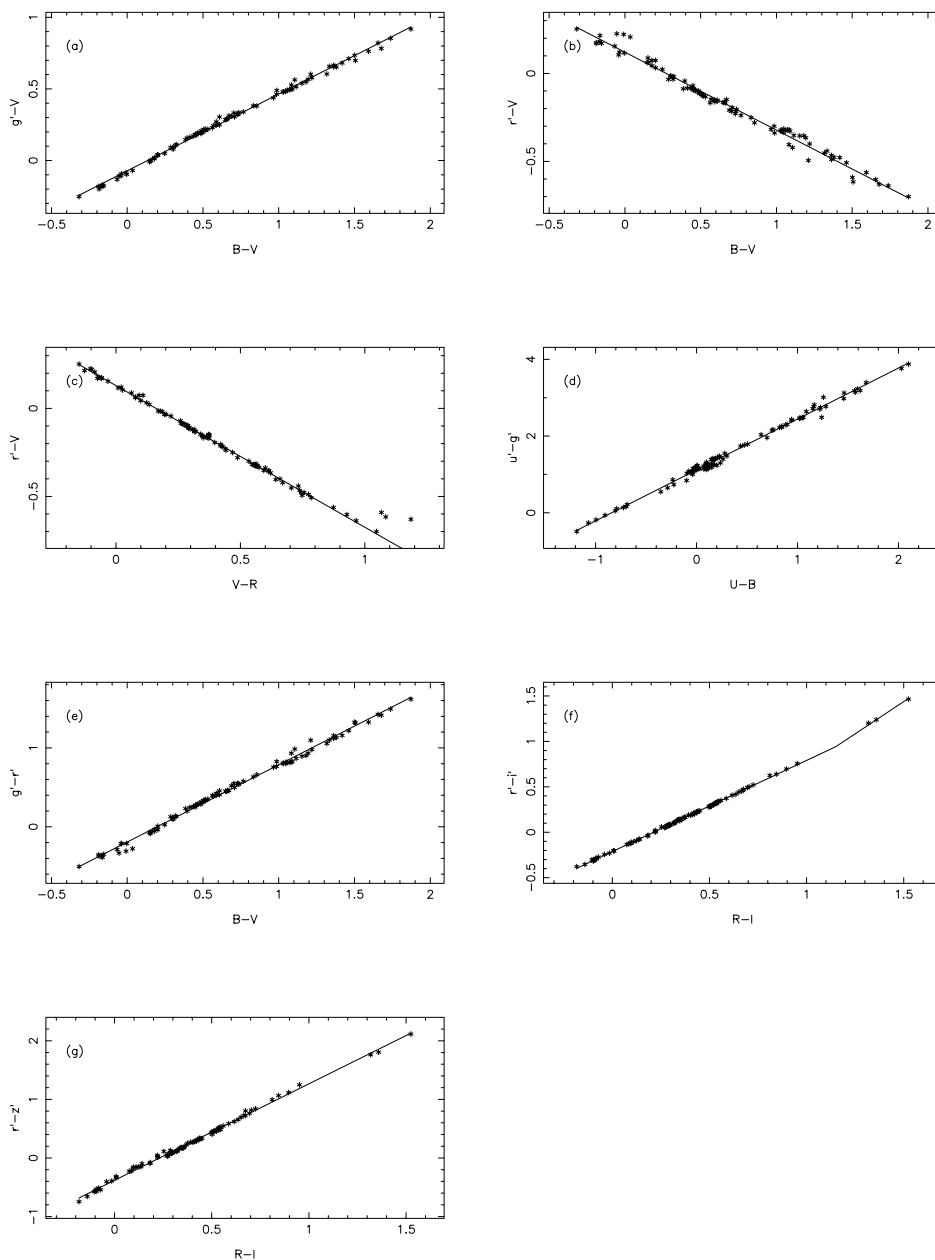 (a)
g'−V
1
0.5
0
−0.5 0 0.5 1 1.5 2
B−V
(b)
r'−V
0
−0.5
−0.5 0 0.5 1 1.5 2
B−V
(c)
r'−V
0
−0.5
0 0.5 1
V−R
(d)
u'−g'
4
2
0
−1 0 1 2
U−B
(e)
g'−r'
1
0
−0.5 0 0.5 1 1.5 2
B−V
(f)
r'−i'
1.5
1
0.5
0
−0.5
0 0.5 1 1.5
R−I
(g)
r'−z'
2
1
0
−1
0 0.5 1 1.5
R−I